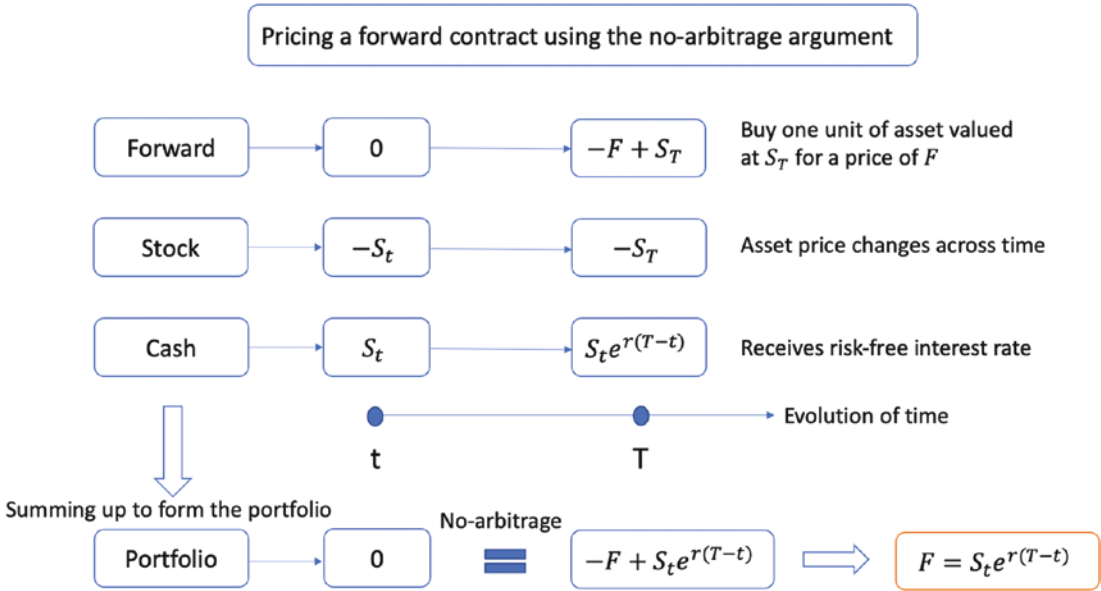 Pricing a forward contract using the no-arbitrage argument
Forward
0
−F + S_T
Buy one unit of asset valued
at S_T for a price of F
Stock
−S_t
−S_T
Asset price changes across time
Cash
S_t
S_t e^{r(T−t)}
Receives risk-free interest rate
Evolution of time
t
T
Summing up to form the portfolio
No-arbitrage
Portfolio
0
−F + S_t e^{r(T−t)}
F = S_t e^{r(T−t)}